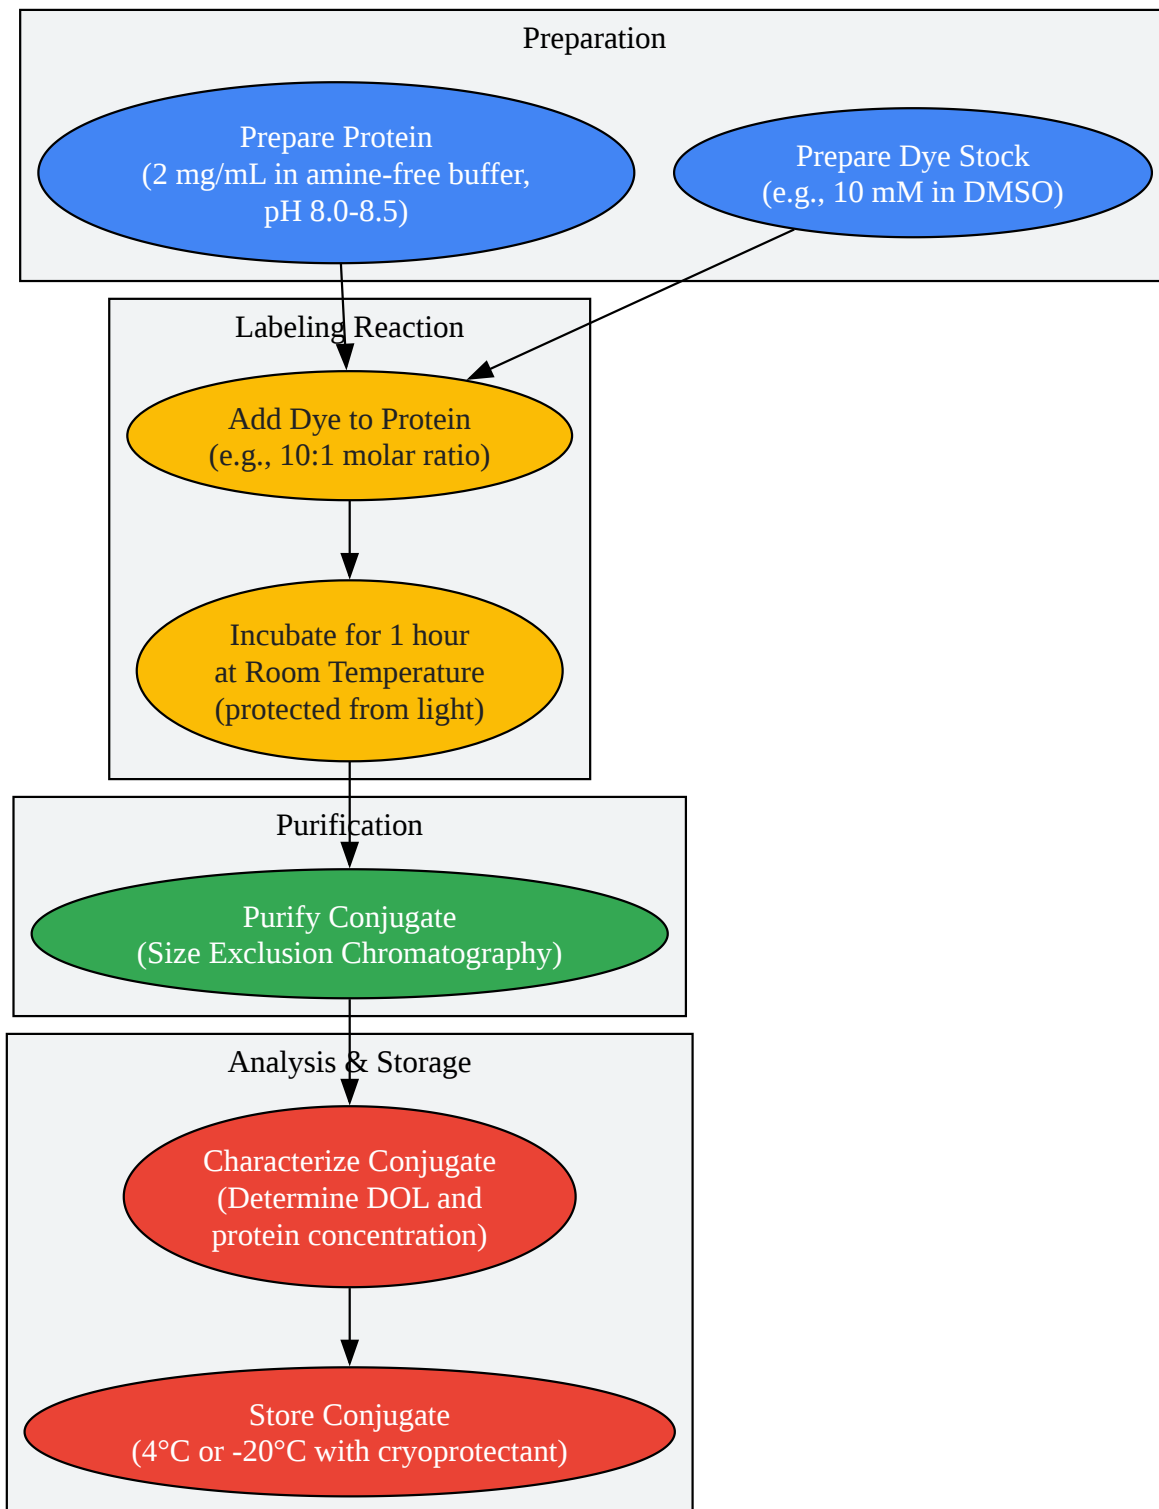 Preparation
Prepare Protein
(2 mg/mL in amine-free buffer,
pH 8.0-8.5)
Prepare Dye Stock
(e.g., 10 mM in DMSO)
Labeling Reaction
Add Dye to Protein
(e.g., 10:1 molar ratio)
Incubate for 1 hour
at Room Temperature
(protected from light)
Purification
Purify Conjugate
(Size Exclusion Chromatography)
Analysis & Storage
Characterize Conjugate
(Determine DOL and
protein concentration)
Store Conjugate
(4°C or -20°C with cryoprotectant)